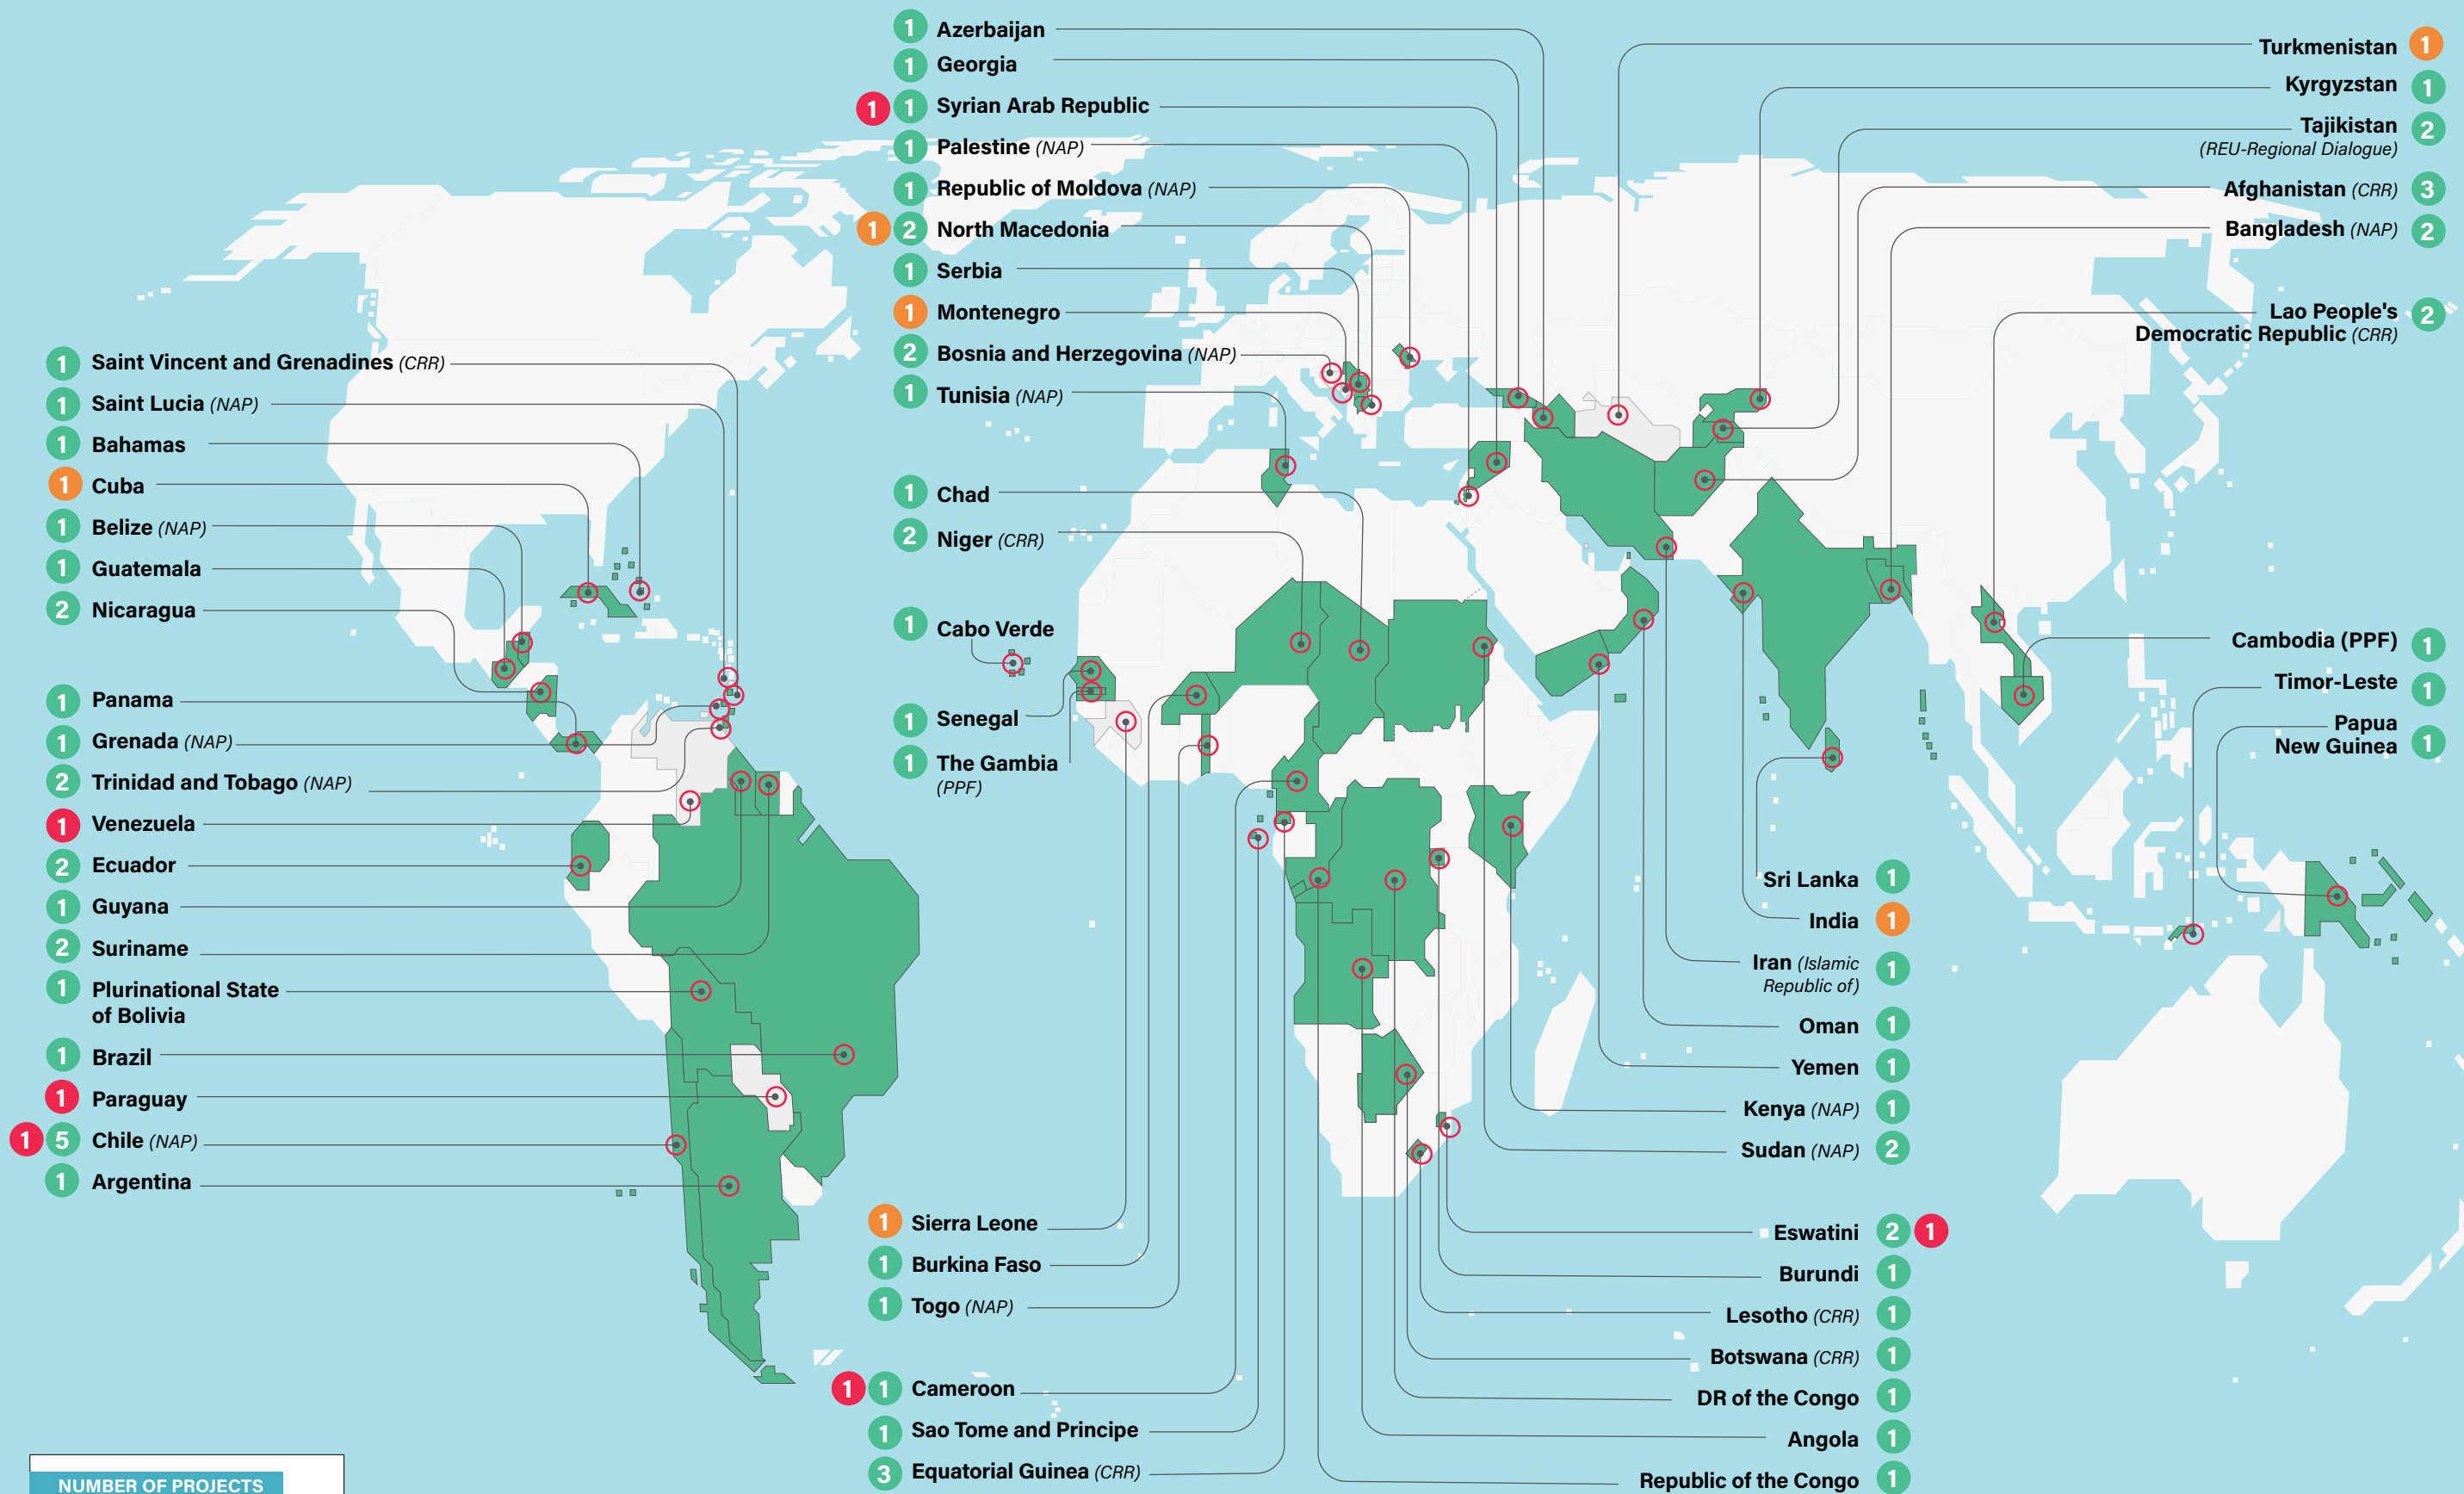 1 Azerbaijan
1 Georgia
1 1 Syrian Arab Republic
1 Palestine (NAP)
1 Republic of Moldova (NAP)
1 2 North Macedonia
1 Serbia
1 Montenegro
2 Bosnia and Herzegovina (NAP)
1 Tunisia (NAP)
1 Chad
2 Niger (CRR)
1 Cabo Verde
1 Senegal
1 The Gambia
(PPF)
Turkmenistan 1
Kyrgyzstan 1
Tajikistan 2
(REU-Regional Dialogue)
Afghanistan (CRR) 3
Bangladesh (NAP) 2
Lao People's 2
Democratic Republic (CRR)
Cambodia (PPF) 1
Timor-Leste 1
Papua
New Guinea 1
1 Saint Vincent and Grenadines (CRR)
1 Saint Lucia (NAP)
1 Bahamas
1 Cuba
1 Belize (NAP)
1 Guatemala
2 Nicaragua
1 Panama
1 Grenada (NAP)
2 Trinidad and Tobago (NAP)
1 Venezuela
2 Ecuador
1 Guyana
2 Suriname
1 Plurinational State
of Bolivia
1 Brazil
1 Paraguay
1 5 Chile (NAP)
1 Argentina
Sri Lanka 1
India 1
Iran (Islamic 1
Republic of)
Oman 1
Yemen 1
Kenya (NAP) 1
Sudan (NAP) 2
Eswatini 2 1
Burundi 1
Lesotho (CRR) 1
Botswana (CRR) 1
DR of the Congo 1
Angola 1
Republic of the Congo 1
1 Sierra Leone
1 Burkina Faso
1 Togo (NAP)
1 1 Cameroon
1 Sao Tome and Principe
3 Equatorial Guinea (CRR)
NUMBER OF PROJECTS